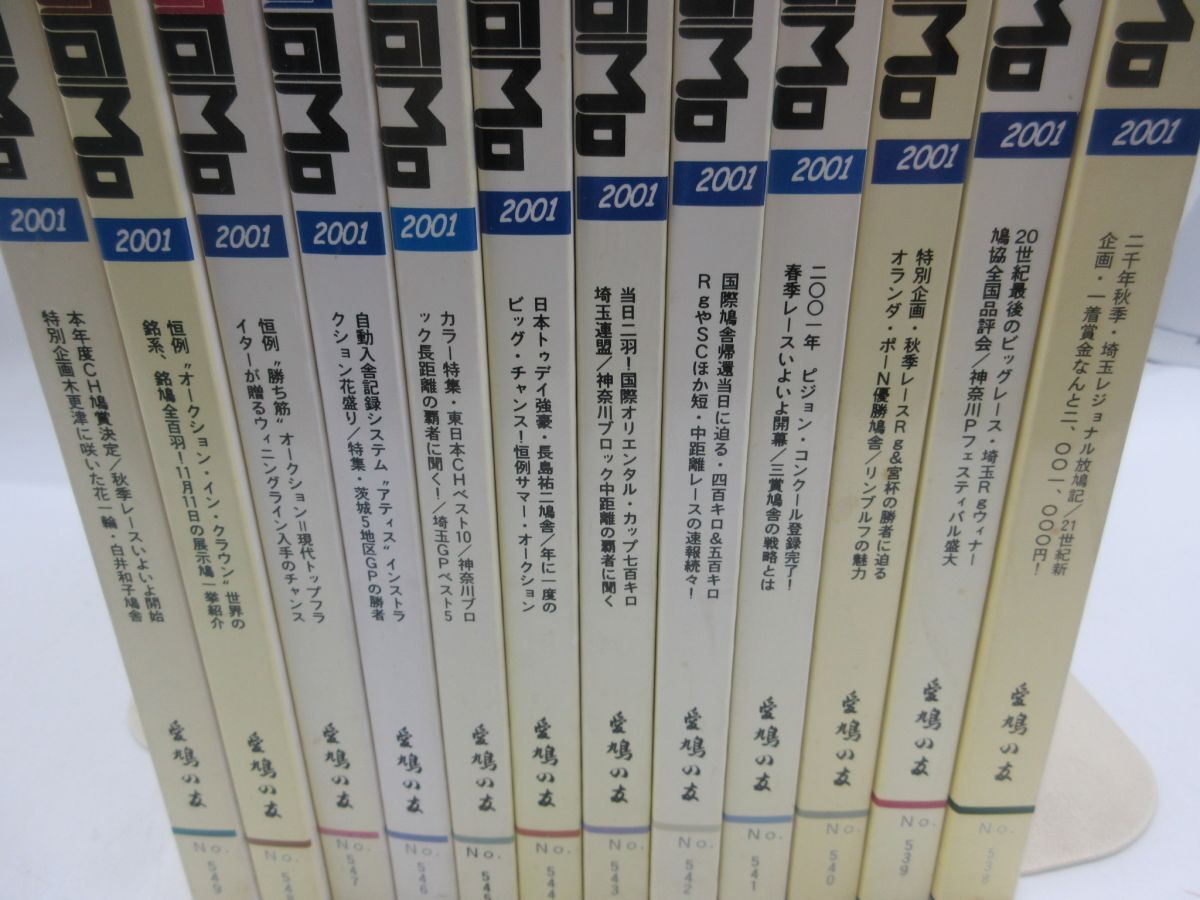 2001
本年度CH鳩賞決定/秋季レースいよいよ開始
特別企画木更津に咲いた花一輪・白井和子鳩舎
愛鳩の友
No. 549
2001
恒例 "オークション・イン・クラウン" 世界の
銘系、銘鳩全百羽!11月11日の展示鳩一挙紹介
愛鳩の友
No. 548
2001
恒例 "勝ち筋" オークション=現代トップフラ
イターが贈るウィニングライン入手のチャンス
愛鳩の友
No. 547
2001
自動入舎記録システム "アティス" インストラ
クション花盛り/特集・茨城5地区GPの勝者
愛鳩の友
No. 546
2001
カラー特集・東日本CHベスト10/神奈川ブロ
ック長距離の覇者に聞く!/埼玉GPベスト5
愛鳩の友
No. 545
2001
日本トゥデイ強豪・長島祐二鳩舎/年に一度の
ビッグ・チャンス!恒例サマー・オークション
愛鳩の友
No. 544
2001
当日二羽!国際オリエンタル・カップ七百キロ
埼玉連盟/神奈川ブロック中距離の覇者に聞く
愛鳩の友
No. 543
2001
国際鳩舎帰還当日に迫る・四百キロ&五百キロ
RgやSCほか短・中距離レースの速報続々!
愛鳩の友
No. 542
2001
二〇〇一年 ピジョン・コンクール登録完了!
春季レースいよいよ開幕/三賞鳩舎の戦略とは
愛鳩の友
No. 541
2001
特別企画・秋季レースRg&宮杯の勝者に迫る
オランダ・ポーN優勝鳩舎/リンブルフの魅力
愛鳩の友
No. 540
2001
20世紀最後のビッグレース・埼玉Rgウィナー
鳩協全国品評会/神奈川Pフェスティバル盛大
愛鳩の友
No. 539
2001
二千年秋季・埼玉レジョナル放鳩記/21世紀新
企画・一着賞金なんと二、〇〇一、〇〇〇円!
愛鳩の友
No. 538